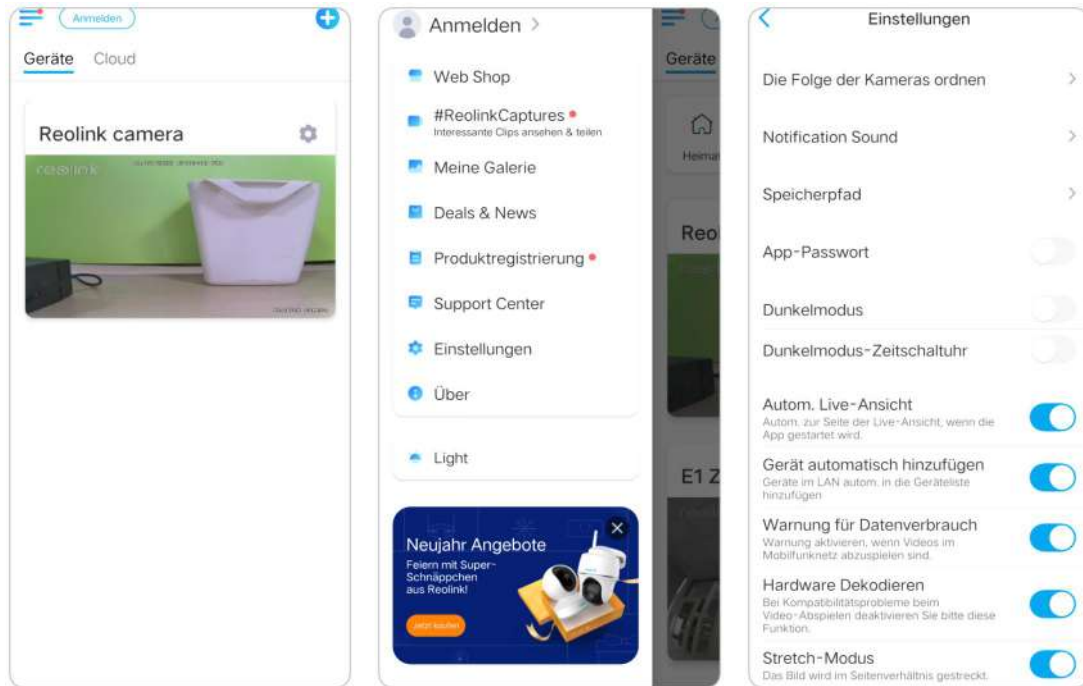 Anmelden
Geräte Cloud
Reolink camera
reolink
Anmelden
Web Shop
#ReolinkCaptures
Interessante Clips ansehen & teilen
Meine Galerie
Deals & News
Produktregistrierung
Support Center
Einstellungen
Über
Light
Neujahr Angebote
Feiern mit Super-
Schnäppchen
aus Reolink!
Jetzt kaufen
Geräte
Heimat
Reo
E1 Z
Einstellungen
Die Folge der Kameras ordnen
Notification Sound
Speicherpfad
App-Passwort
Dunkelmodus
Dunkelmodus-Zeitschaltuhr
Autom. Live-Ansicht
Autom. zur Seite der Live-Ansicht, wenn die
App gestartet wird.
Gerät automatisch hinzufügen
Geräte im LAN autom. in die Geräteliste
hinzufügen
Warnung für Datenverbrauch
Warnung aktivieren, wenn Videos im
Mobilfunknetz abzuspielen sind.
Hardware Dekodieren
Bei Kompatibilitätsprobleme beim
Video-Abspielen deaktivieren Sie bitte diese
Funktion.
Stretch-Modus
Das Bild wird im Seitenverhältnis gestreckt.